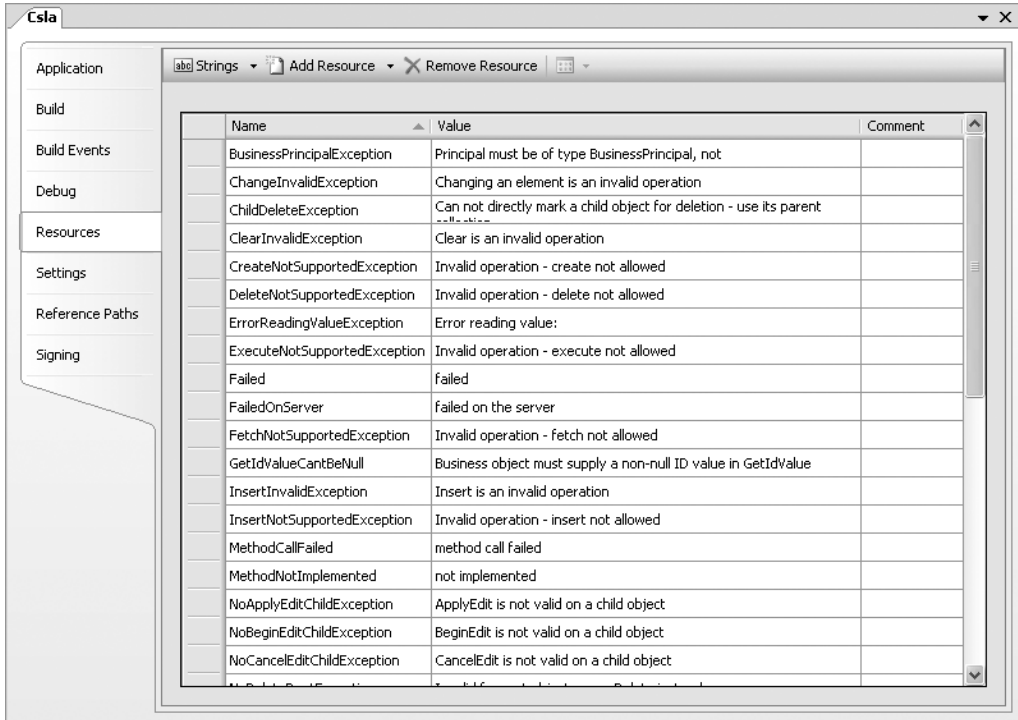 Csla
Application
Build
Build Events
Debug
Resources
Settings
Reference Paths
Signing
abc Strings Add Resource Remove Resource
Name Value Comment
BusinessPrincipalException Principal must be of type BusinessPrincipal, not
ChangeInvalidException Changing an element is an invalid operation
ChildDeleteException Can not directly mark a child object for deletion - use its parent
ClearInvalidException Clear is an invalid operation
CreateNotSupportedException Invalid operation - create not allowed
DeleteNotSupportedException Invalid operation - delete not allowed
ErrorReadingValueException Error reading value:
ExecuteNotSupportedException Invalid operation - execute not allowed
Failed failed
FailedOnServer failed on the server
FetchNotSupportedException Invalid operation - fetch not allowed
GetIdValueCantBeNull Business object must supply a non-null ID value in GetIdValue
InsertInvalidException Insert is an invalid operation
InsertNotSupportedException Invalid operation - insert not allowed
MethodCallFailed method call failed
MethodNotImplemented not implemented
NoApplyEditChildException ApplyEdit is not valid on a child object
NoBeginEditChildException BeginEdit is not valid on a child object
NoCancelEditChildException CancelEdit is not valid on a child object